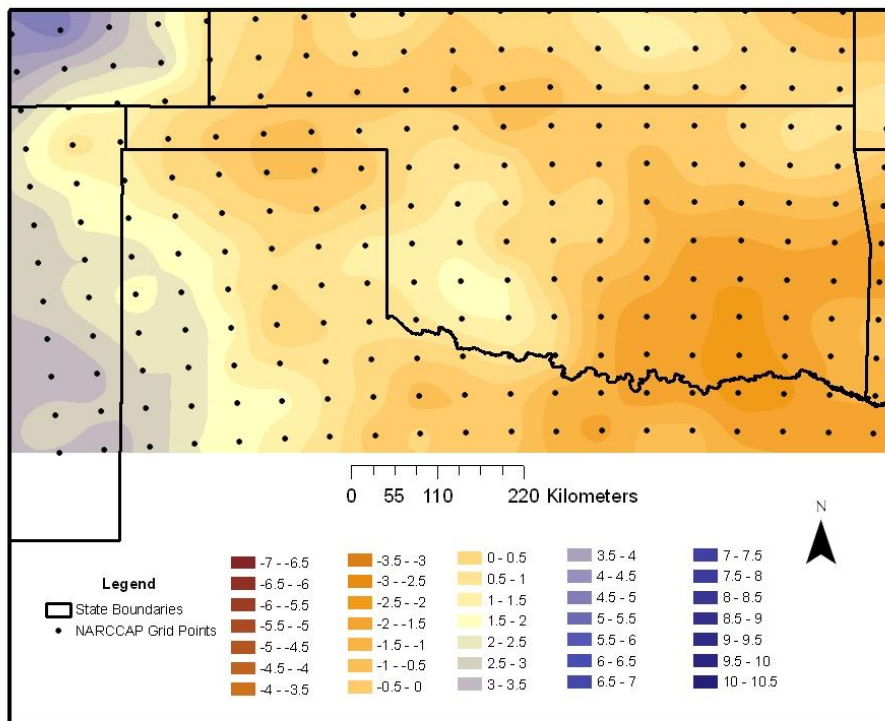 0 55 110 220 Kilometers
N
Legend
State Boundaries
NARCCAP Grid Points
-7 - -6.5
-6.5 - -6
-6 - -5.5
-5.5 - -5
-5 - -4.5
-4.5 - -4
-4 - -3.5
-3.5 - -3
-3 - -2.5
-2.5 - -2
-2 - -1.5
-1.5 - -1
-1 - -0.5
-0.5 - 0
0 - 0.5
0.5 - 1
1 - 1.5
1.5 - 2
2 - 2.5
2.5 - 3
3 - 3.5
3.5 - 4
4 - 4.5
4.5 - 5
5 - 5.5
5.5 - 6
6 - 6.5
6.5 - 7
7 - 7.5
7.5 - 8
8 - 8.5
8.5 - 9
9 - 9.5
9.5 - 10
10 - 10.5